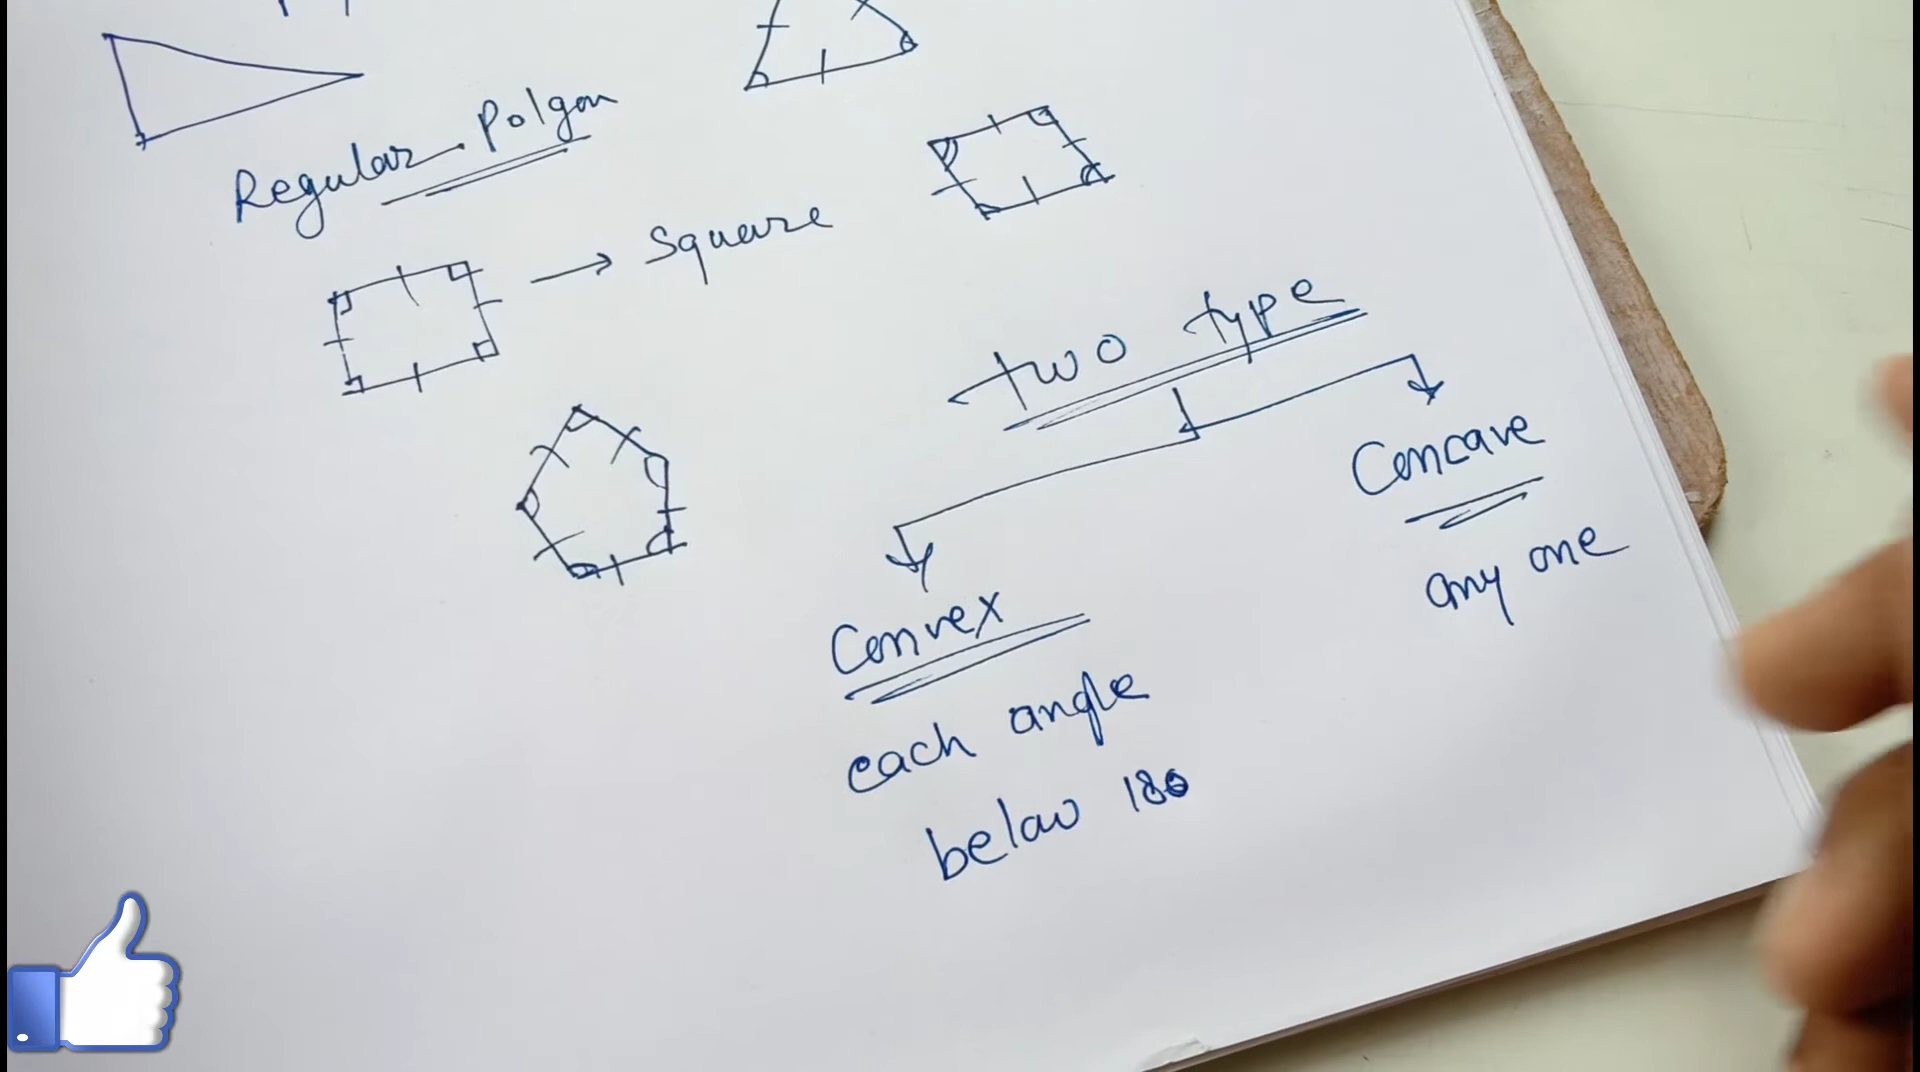 Regular Polgon
→ Square
two type
Concave
any one
Convex
each angle
below 180